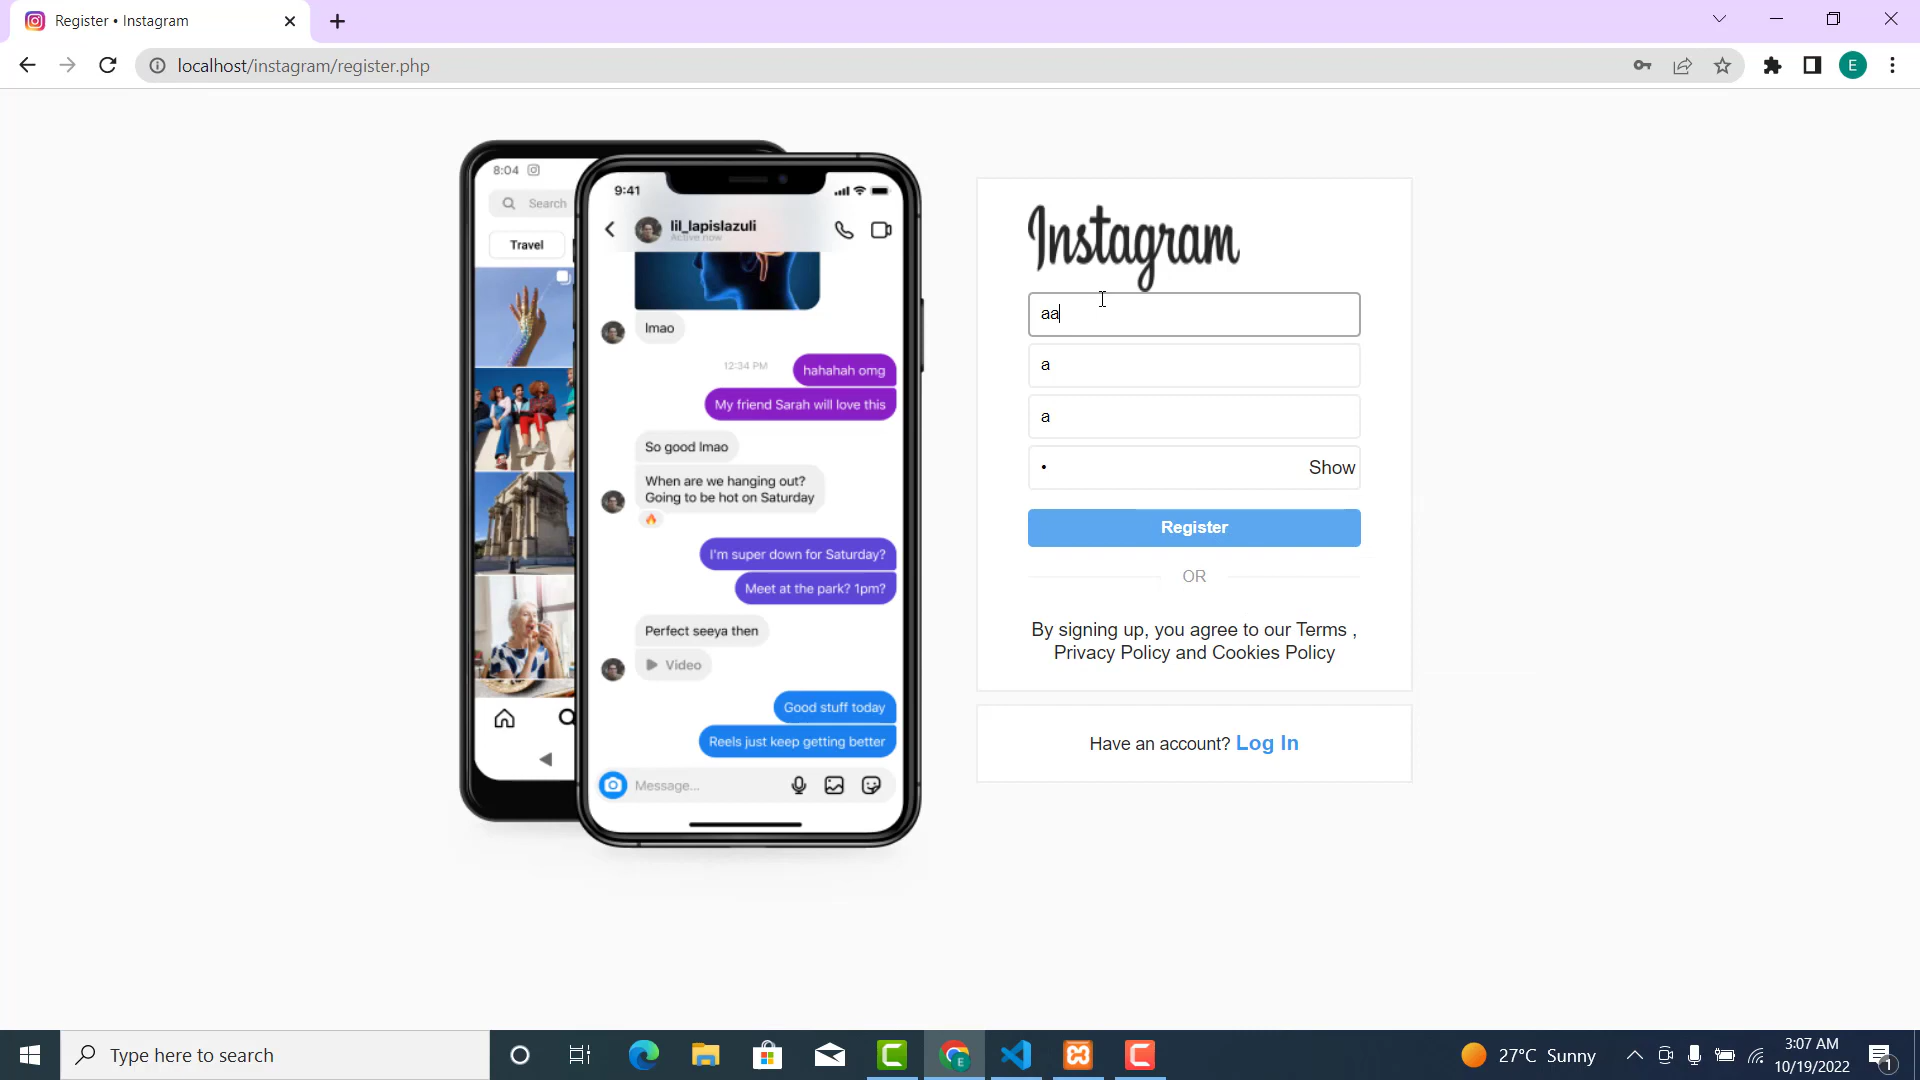 Register • Instagram
localhost/instagram/register.php
E
8:04
Search
Travel
9:41
lil_lapislazuli
Active now
lmao
12:34 PM
hahahah omg
My friend Sarah will love this
So good lmao
When are we hanging out?
Going to be hot on Saturday
I'm super down for Saturday?
Meet at the park? 1pm?
Perfect seeya then
Video
Good stuff today
Reels just keep getting better
Message...
Instagram
aa
a
a
•
Show
Register
OR
By signing up, you agree to our Terms ,
Privacy Policy and Cookies Policy
Have an account? Log In
Type here to search
27°C Sunny
3:07 AM
10/19/2022
1